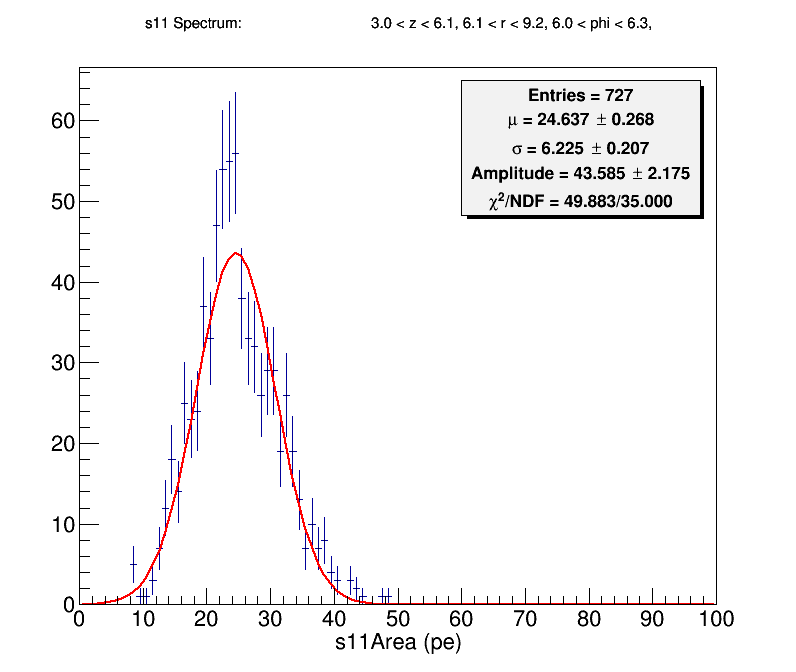 s11 Spectrum: 3.0 < z < 6.1, 6.1 < r < 9.2, 6.0 < phi < 6.3,
Entries = 727
μ = 24.637 ± 0.268
σ = 6.225 ± 0.207
Amplitude = 43.585 ± 2.175
χ²/NDF = 49.883/35.000
60
50
40
30
20
10
0
0 10 20 30 40 50 60 70 80 90 100
s11Area (pe)